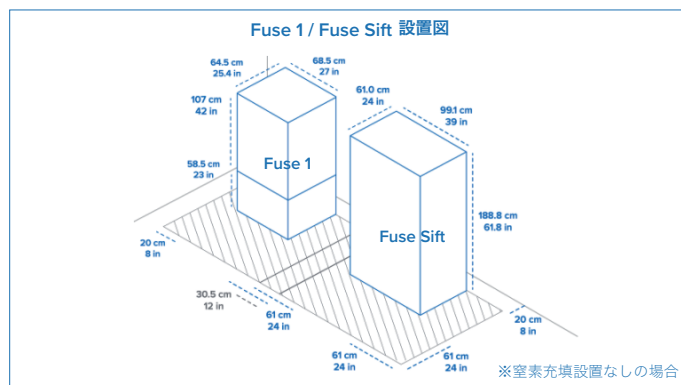 Fuse 1 / Fuse Sift 設置図
64.5 cm
25.4 in
68.5 cm
27 in
107 cm
42 in
61.0 cm
24 in
99.1 cm
39 in
Fuse 1
58.5 cm
23 in
188.8 cm
61.8 in
Fuse Sift
20 cm
8 in
30.5 cm
12 in
61 cm
24 in
20 cm
8 in
61 cm
24 in
61 cm
24 in
※窒素充填設置なしの場合